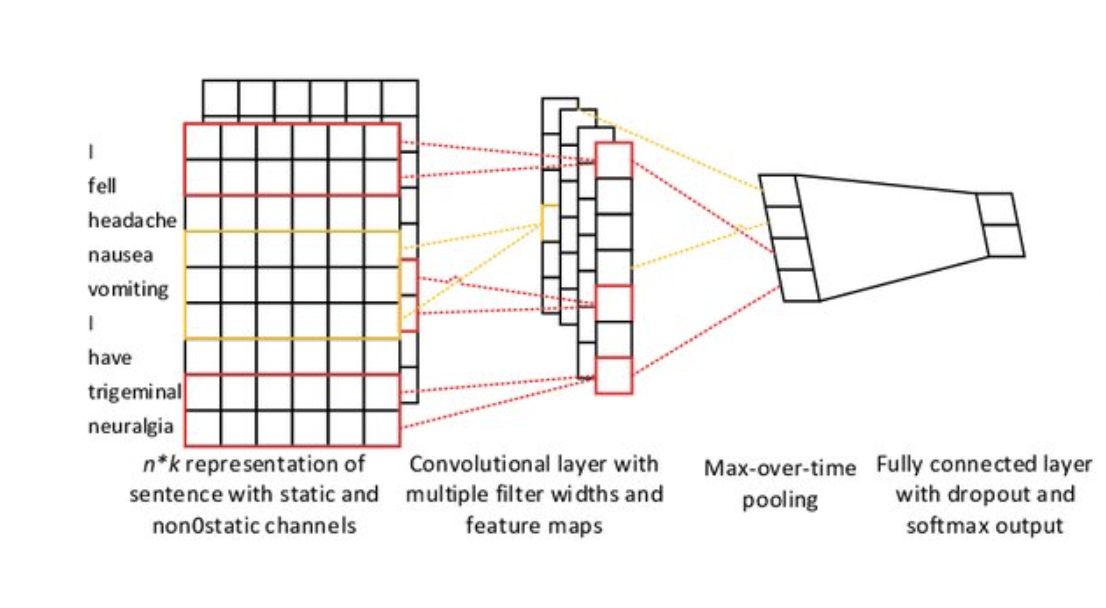 I
fell
headache
nausea
vomiting
I
have
trigeminal
neuralgia
n*k representation of
sentence with static and
non0static channels
Convolutional layer with
multiple filter widths and
feature maps
Max-over-time
pooling
Fully connected layer
with dropout and
softmax output